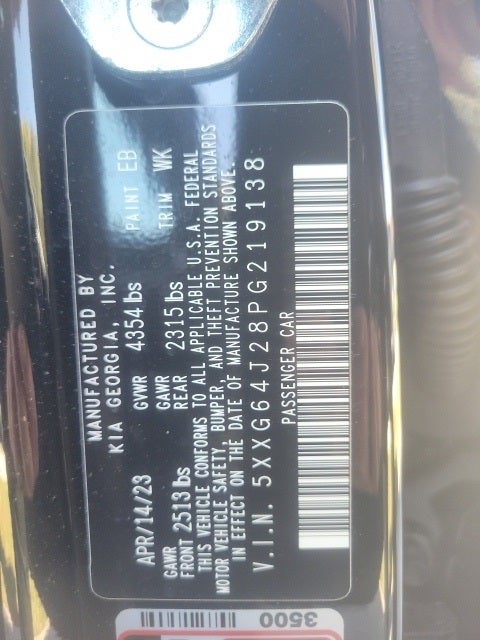 MANUFACTURED BY
KIA GEORGIA, INC.
APR/14/23 GVWR 4354 lbs PAINT EB
GAWR GAWR
FRONT 2513 lbs REAR 2315 lbs TRIM WK
THIS VEHICLE CONFORMS TO ALL APPLICABLE U.S.A. FEDERAL
MOTOR VEHICLE SAFETY, BUMPER, AND THEFT PREVENTION STANDARDS
IN EFFECT ON THE DATE OF MANUFACTURE SHOWN ABOVE.
V.I.N. 5XXG64J28PG219138
PASSENGER CAR
3500